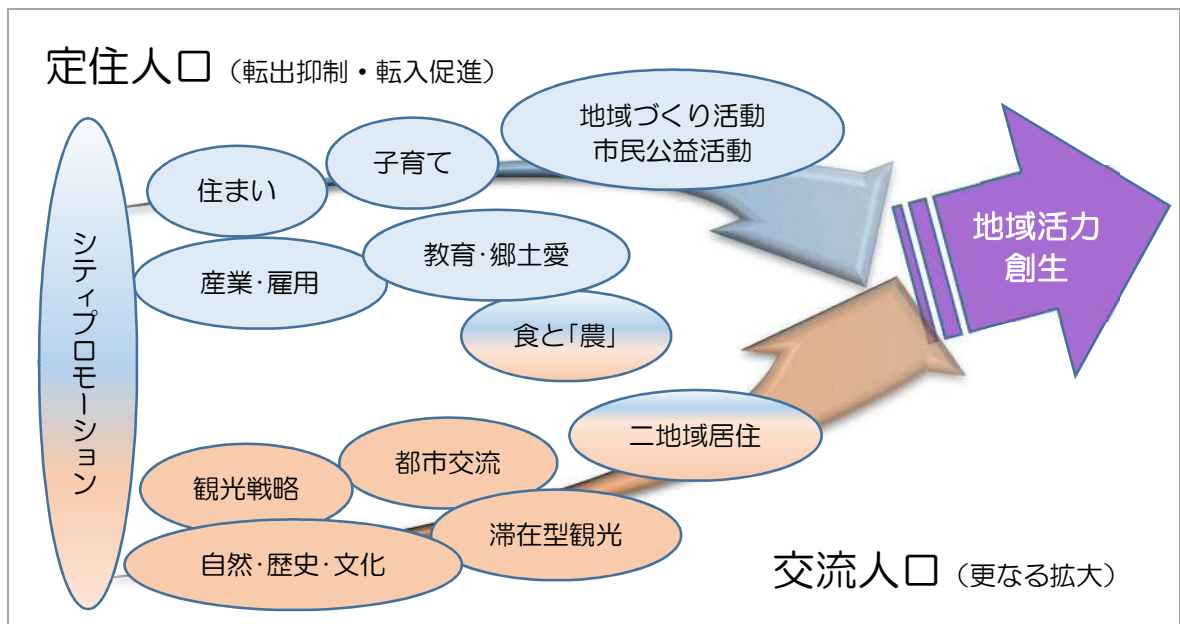 定住人口（転出抑制・転入促進）
地域づくり活動
市民公益活動
子育て
住まい
教育・郷土愛
産業・雇用
食と「農」
シティプロモーション
地域活力
創生
二地域居住
都市交流
観光戦略
滞在型観光
自然・歴史・文化
交流人口（更なる拡大）